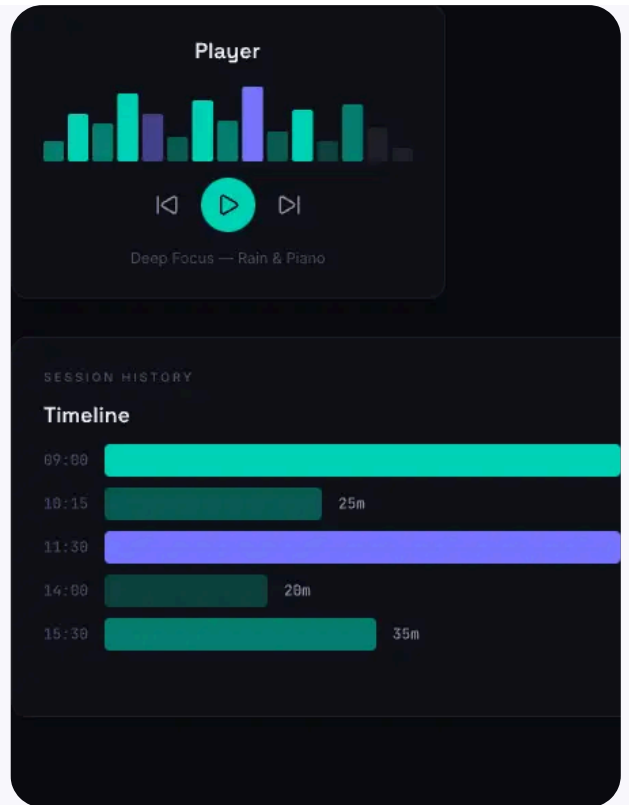 Player
Deep Focus — Rain & Piano
SESSION HISTORY
Timeline
09:00
10:15 25m
11:30
14:00 20m
15:30 35m